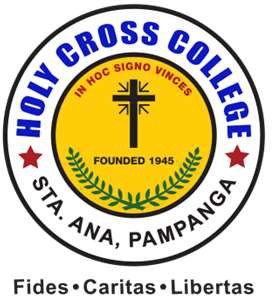 HOLY CROSS COLLEGE
IN HOC SIGNO VINCES
FOUNDED 1945
STA. ANA, PAMPANGA
Fides • Caritas • Libertas